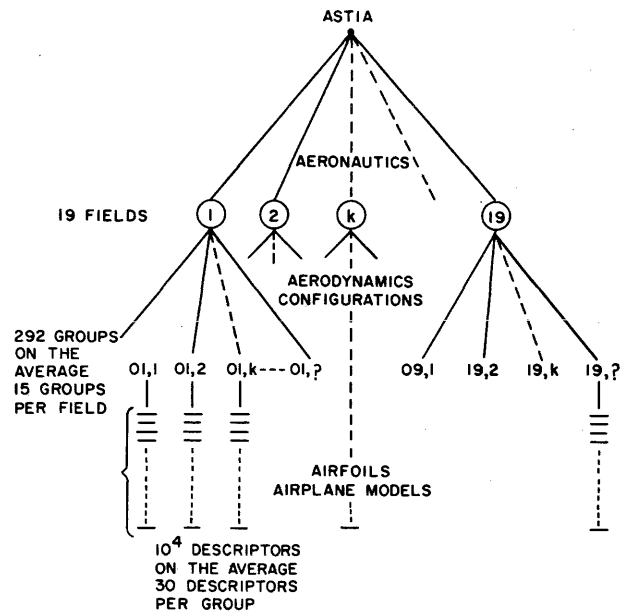 ASTIA
AERONAUTICS
19 FIELDS
1
2
k
19
AERODYNAMICS
CONFIGURATIONS
292 GROUPS
ON THE
AVERAGE
15 GROUPS
PER FIELD
01,1
01,2
01,k---01,?
09,1
19,2
19,k
19,?
AIRFOILS
AIRPLANE MODELS
10⁴ DESCRIPTORS
ON THE AVERAGE
30 DESCRIPTORS
PER GROUP